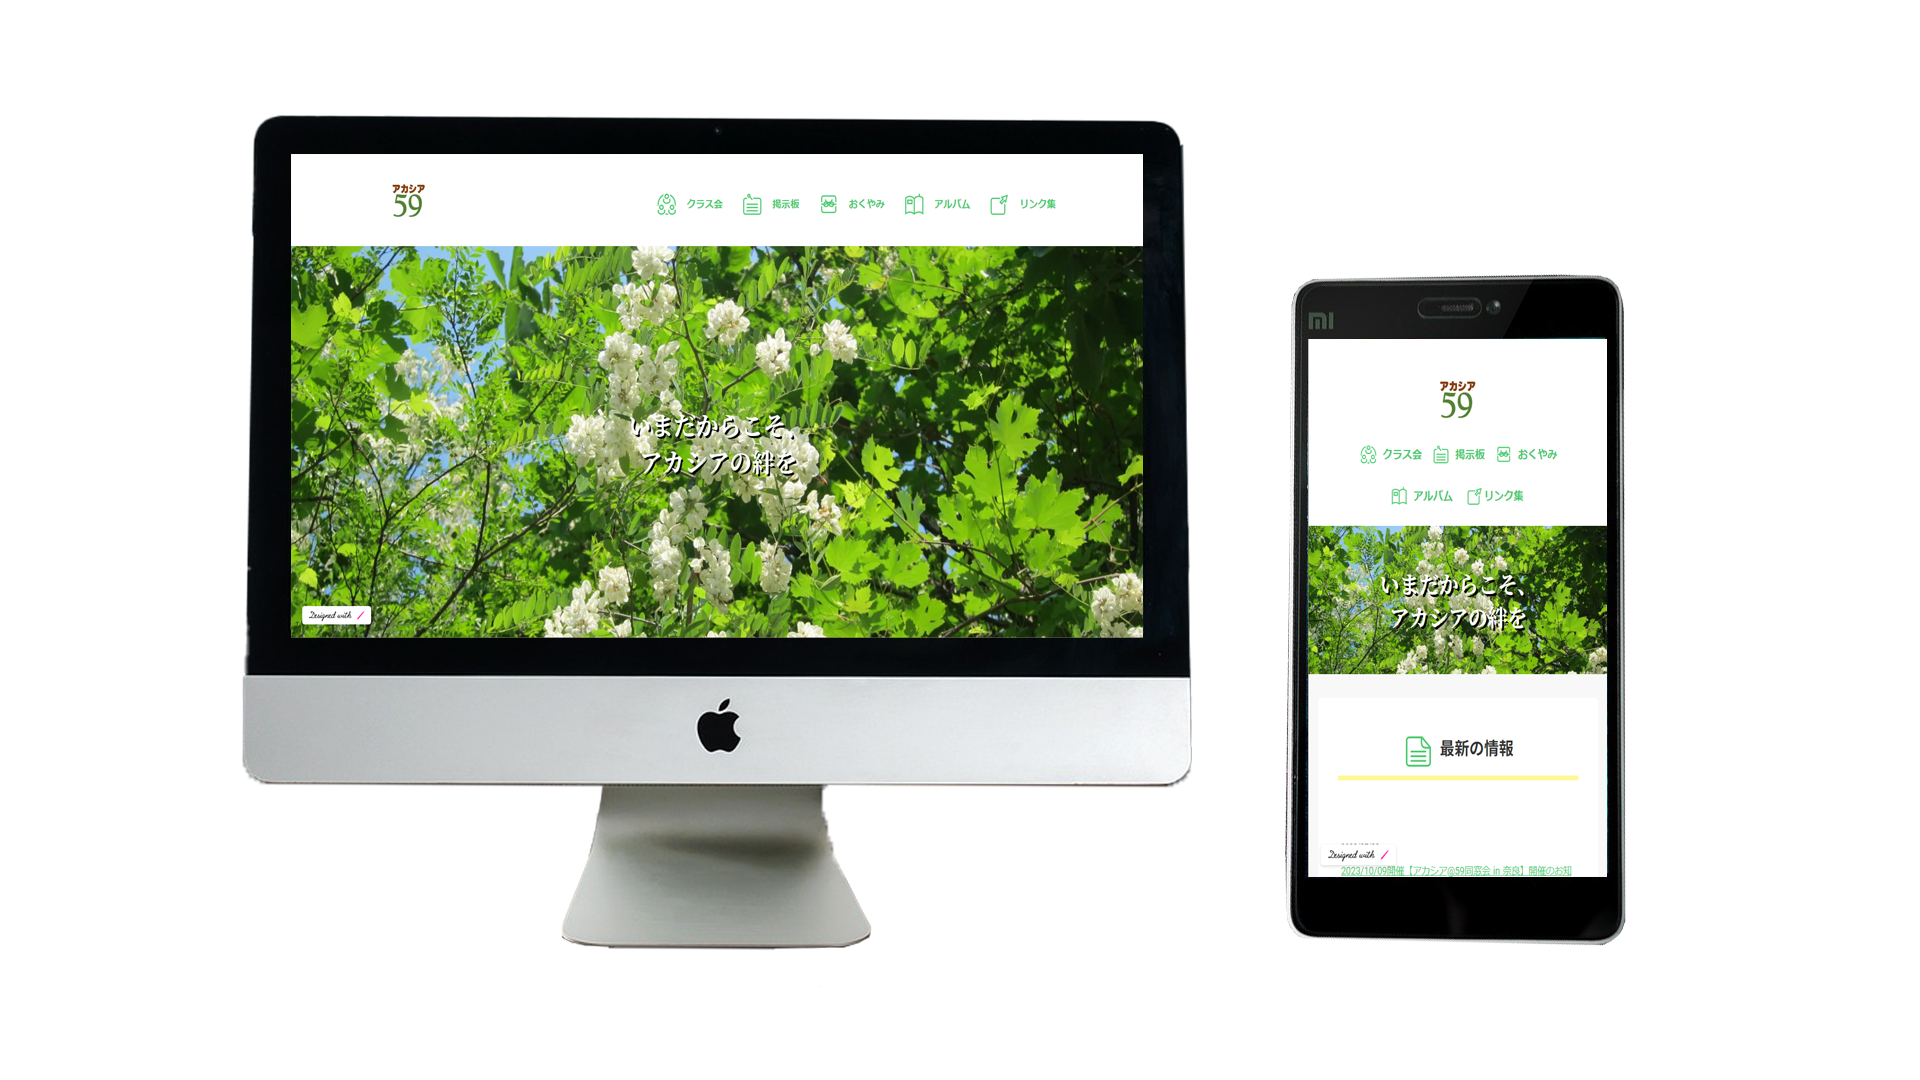 アカシア
59
クラス会 掲示板 おくやみ アルバム リンク集
いまだからこそ、
アカシアの絆を
Designed with
mi
アカシア
59
クラス会 掲示板 おくやみ
アルバム リンク集
いまだからこそ、
アカシアの絆を
最新の情報
Designed with
2023/10/09開催【アカシア@59同窓会 in 奈良】開催のお知